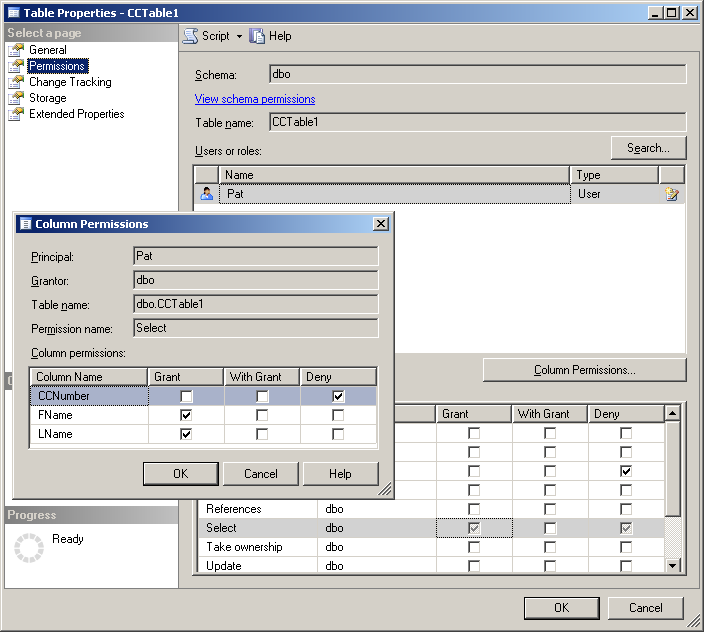 Table Properties - CCTable1
Select a page
General
Permissions
Change Tracking
Storage
Extended Properties
Script Help
Schema: dbo
View schema permissions
Table name: CCTable1
Users or roles: Search...
Name Type
Pat User
Column Permissions
Principal: Pat
Grantor: dbo
Table name: dbo.CCTable1
Permission name: Select
Column permissions:
Column Name Grant With Grant Deny
CCNumber
FName
LName
OK Cancel Help
Column Permissions...
Grant With Grant Deny
References dbo
Select dbo
Take ownership dbo
Update dbo
Progress
Ready
OK Cancel